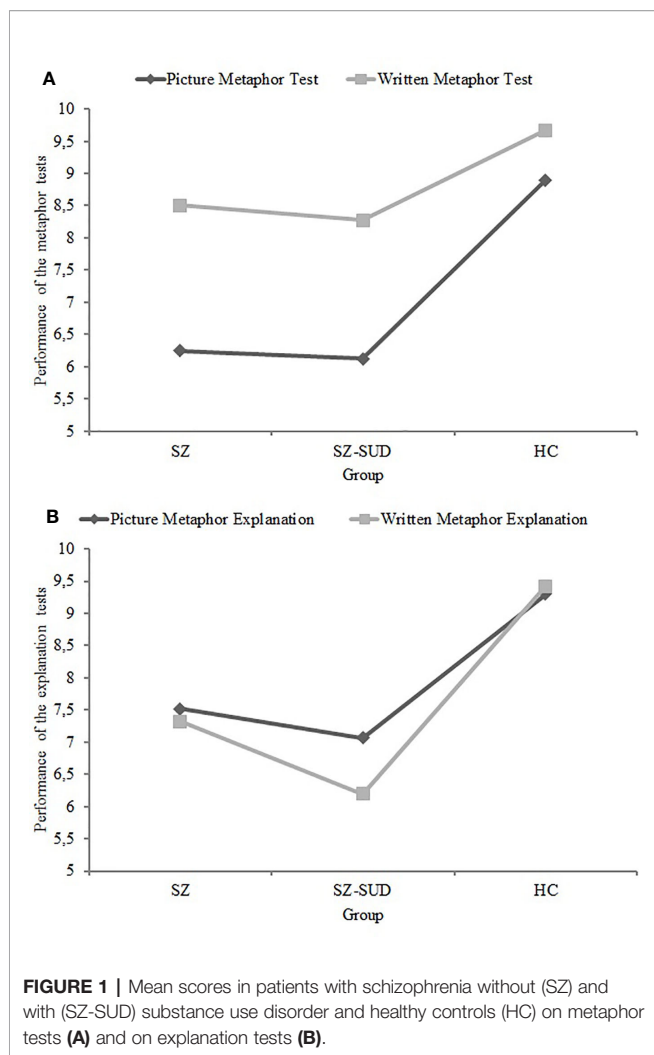 A
Picture Metaphor Test Written Metaphor Test
Performance of the metaphor tests
10
9,5
9
8,5
8
7,5
7
6,5
6
5,5
5
SZ SZ-SUD HC
Group
B
Picture Metaphor Explanation Written Metaphor Explanation
Performance of the explanation tests
10
9,5
9
8,5
8
7,5
7
6,5
6
5,5
5
SZ SZ-SUD HC
Group
FIGURE 1 | Mean scores in patients with schizophrenia without (SZ) and
with (SZ-SUD) substance use disorder and healthy controls (HC) on metaphor
tests (A) and on explanation tests (B).